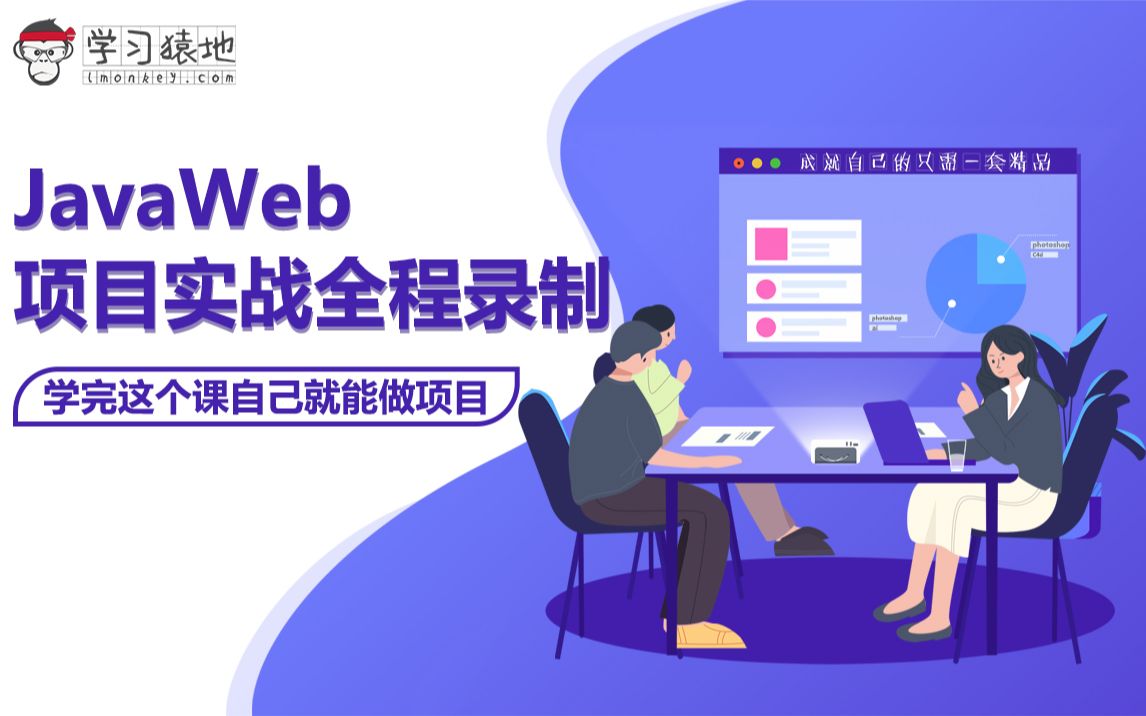 学习猿地
lmonkey.com
JavaWeb
项目实战全程录制
学完这个课自己就能做项目
成就自己的只需一套精品
photoshop
C4d
photoshop
ai